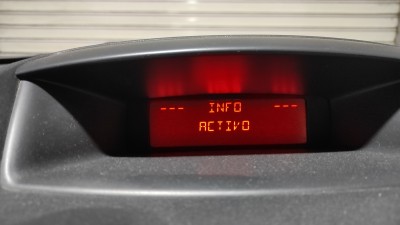 --- INFO ---
ACTIVO